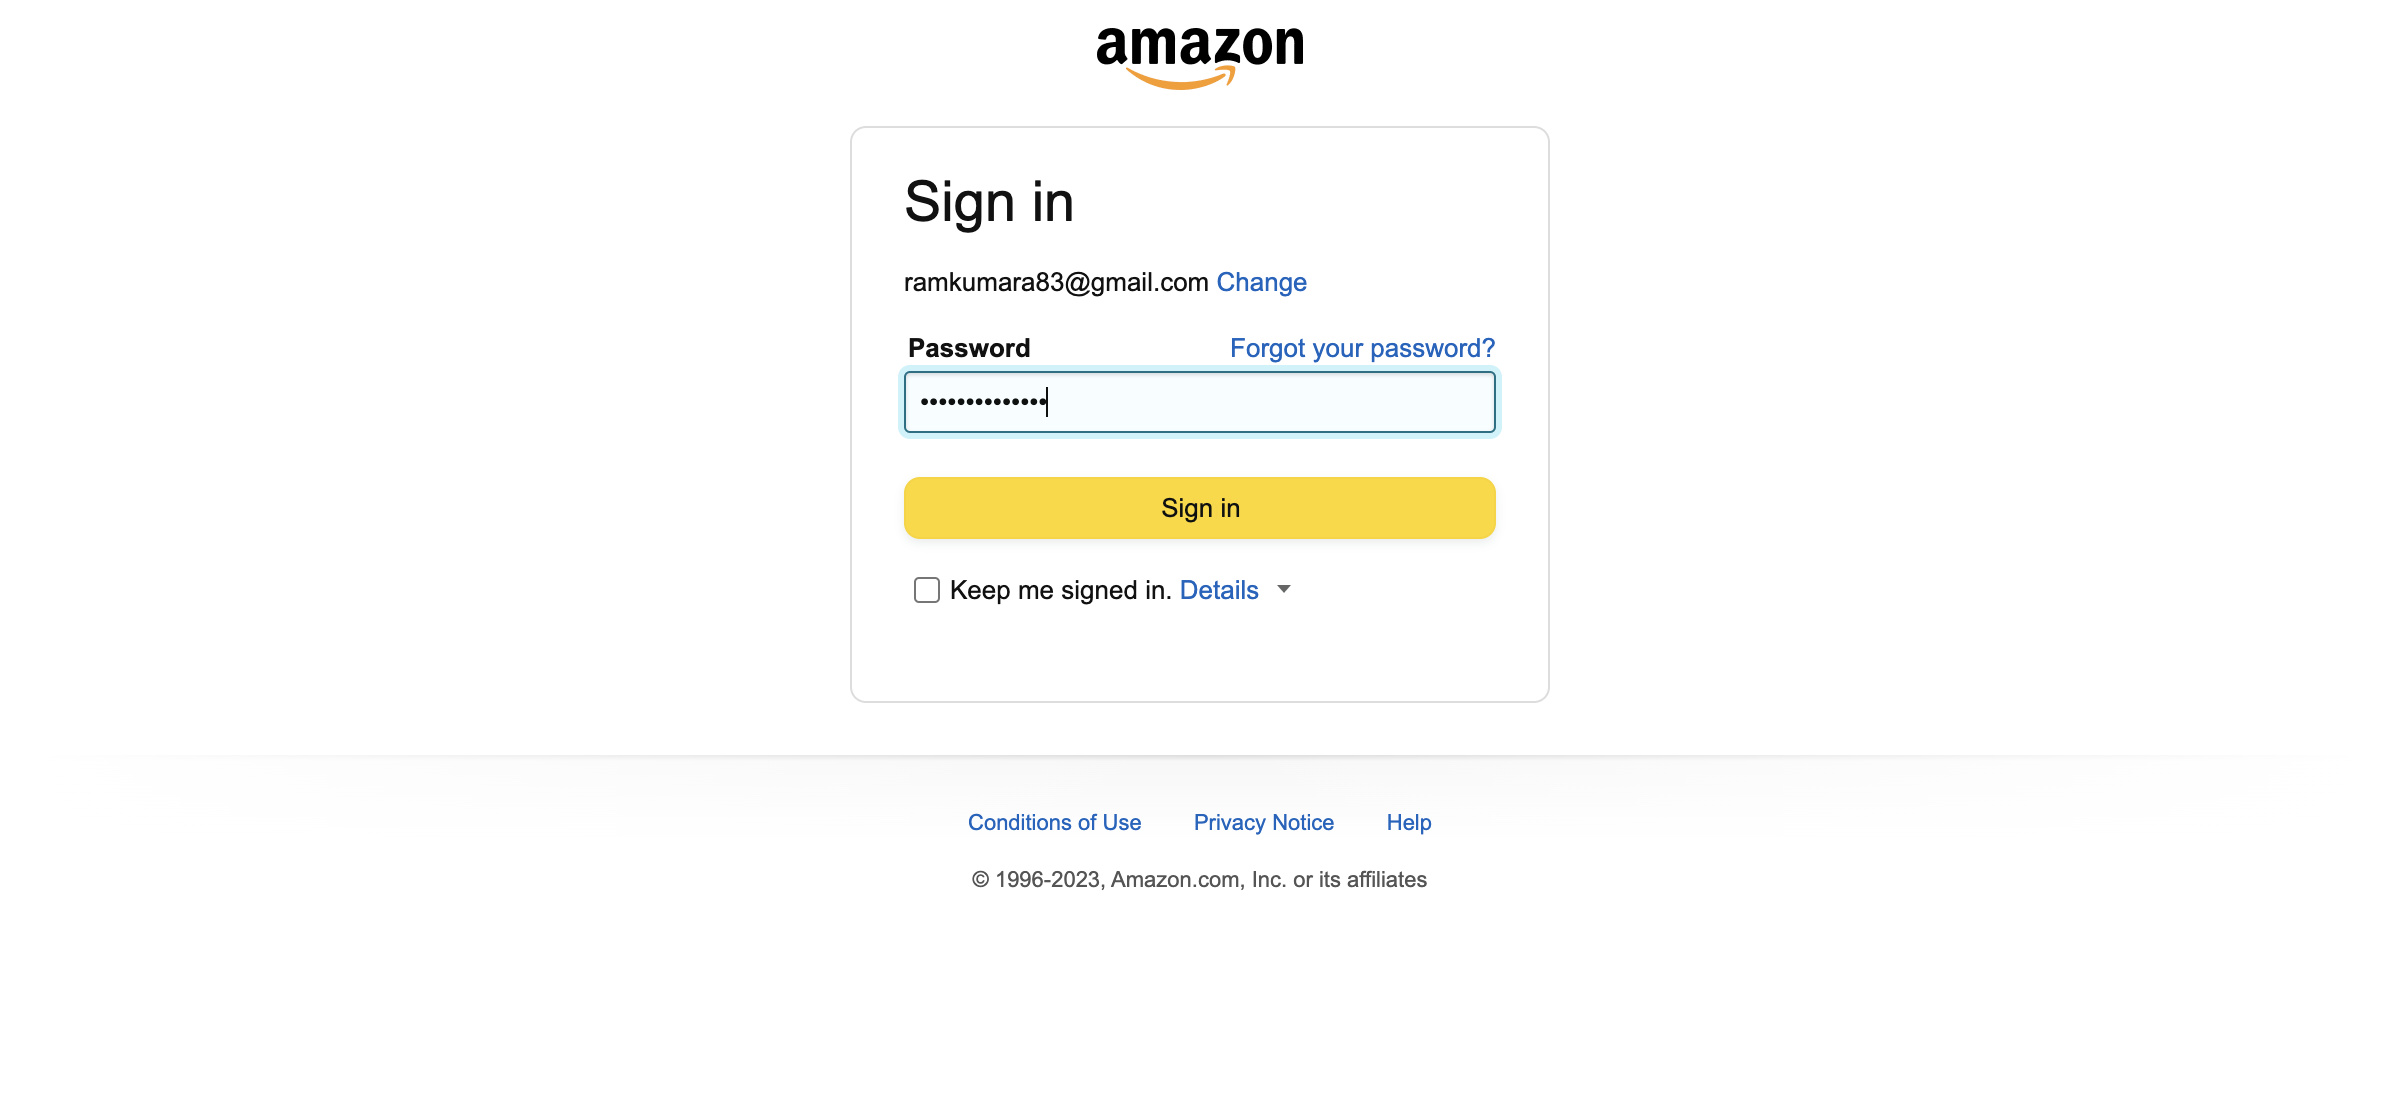 amazon
Sign in
ramkumara83@gmail.com Change
Password Forgot your password?
••••••••••••••
Sign in
Keep me signed in. Details
Conditions of Use Privacy Notice Help
© 1996-2023, Amazon.com, Inc. or its affiliates